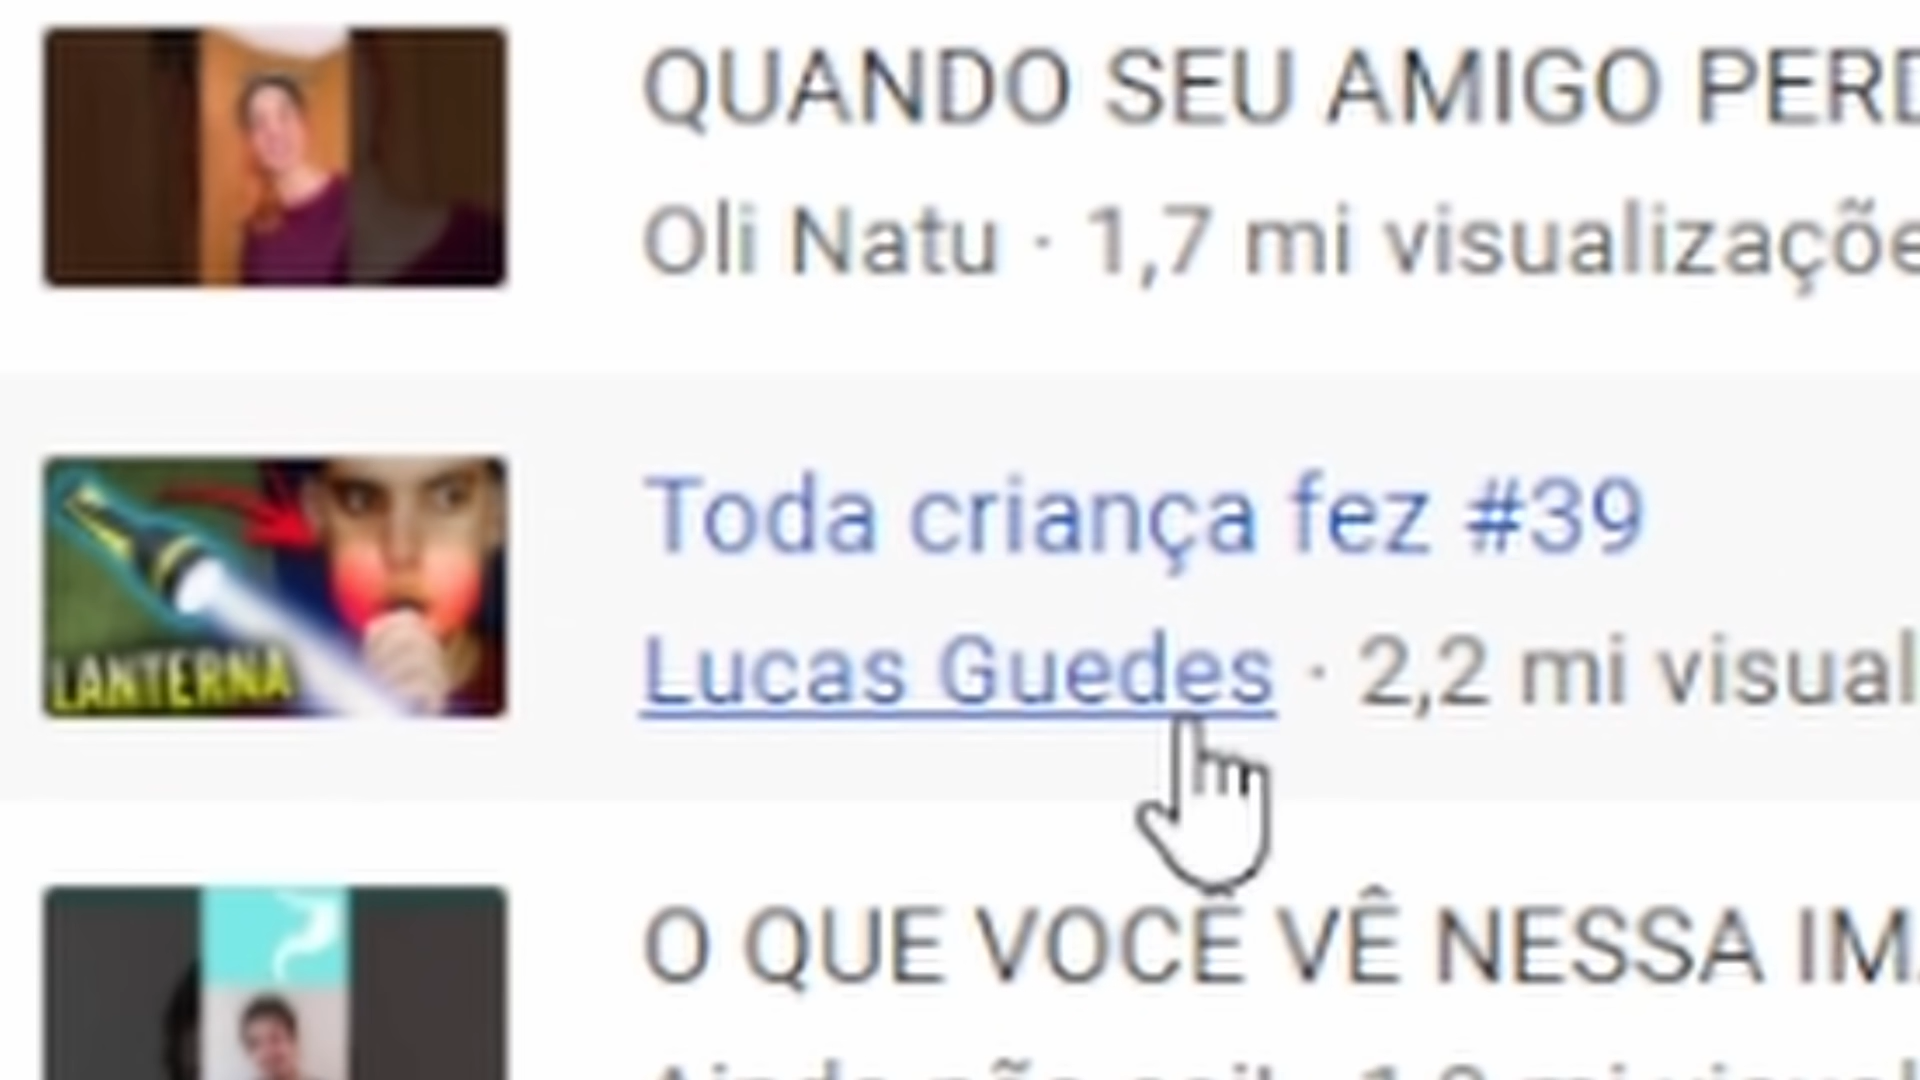 QUANDO SEU AMIGO PERD
Oli Natu · 1,7 mi visualizaçõe
Toda criança fez #39
LANTERNA
Lucas Guedes · 2,2 mi visual
O QUE VOCÊ VÊ NESSA IM